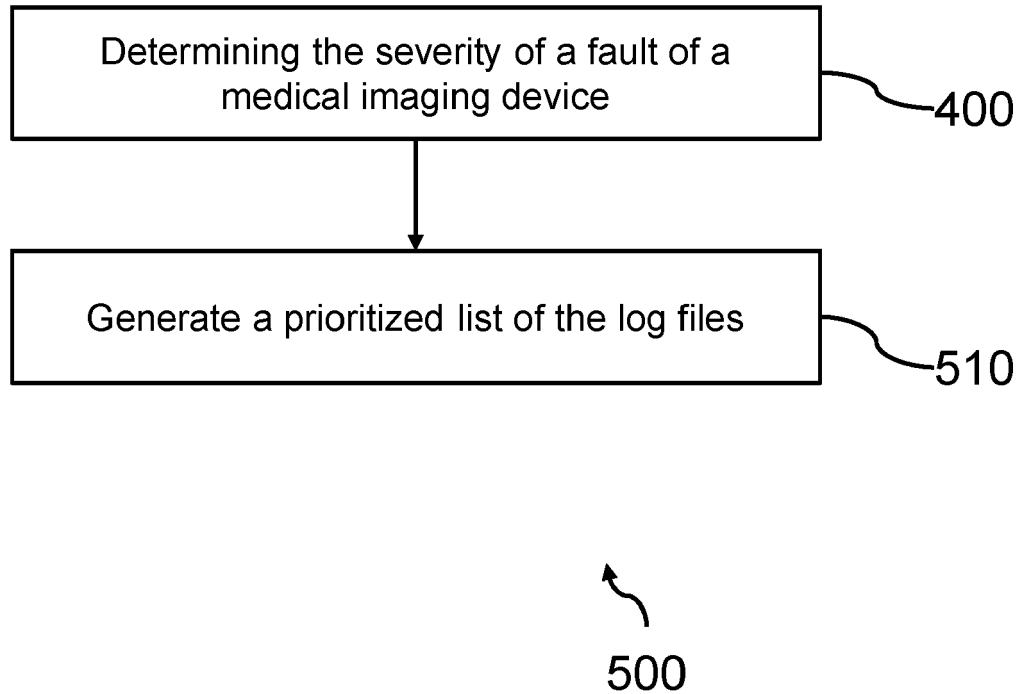 Determining the severity of a fault of a
medical imaging device
400
Generate a prioritized list of the log files
510
500